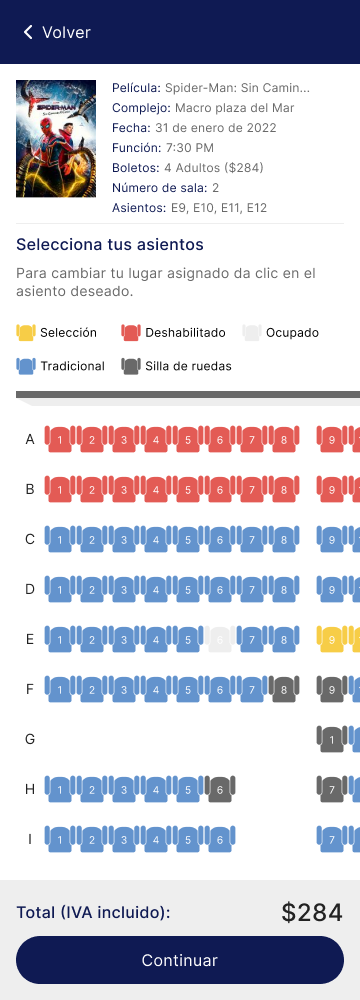 Volver
SPIDER-MAN
Película: Spider-Man: Sin Camin...
Complejo: Macro plaza del Mar
Fecha: 31 de enero de 2022
Función: 7:30 PM
Boletos: 4 Adultos ($284)
Número de sala: 2
Asientos: E9, E10, E11, E12
Selecciona tus asientos
Para cambiar tu lugar asignado da clic en el
asiento deseado.
Selección Deshabilitado Ocupado
Tradicional Silla de ruedas
A 1 2 3 4 5 6 7 8 9
B 1 2 3 4 5 6 7 8 9
C 1 2 3 4 5 6 7 8 9
D 1 2 3 4 5 6 7 8 9
E 1 2 3 4 5 6 7 8 9
F 1 2 3 4 5 6 7 8 9
G 1
H 1 2 3 4 5 6 7
I 1 2 3 4 5 6 7
Total (IVA incluido): $284
Continuar